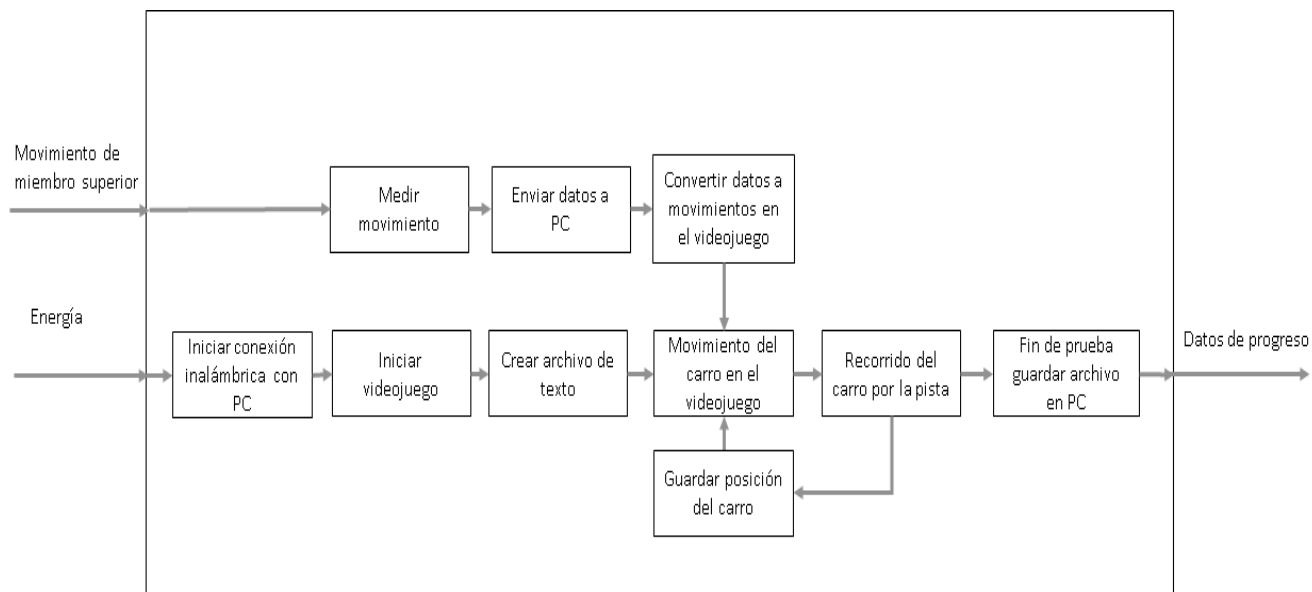 Movimiento de
miembro superior
Medir
movimiento
Enviar datos a
PC
Convertir datos a
movimientos en
el videojuego
Energía
Iniciar conexión
inalámbrica con
PC
Iniciar
videojuego
Crear archivo de
texto
Movimiento del
carro en el
videojuego
Recorrido del
carro por la pista
Fin de prueba
guardar archivo
en PC
Datos de progreso
Guardar posición
del carro